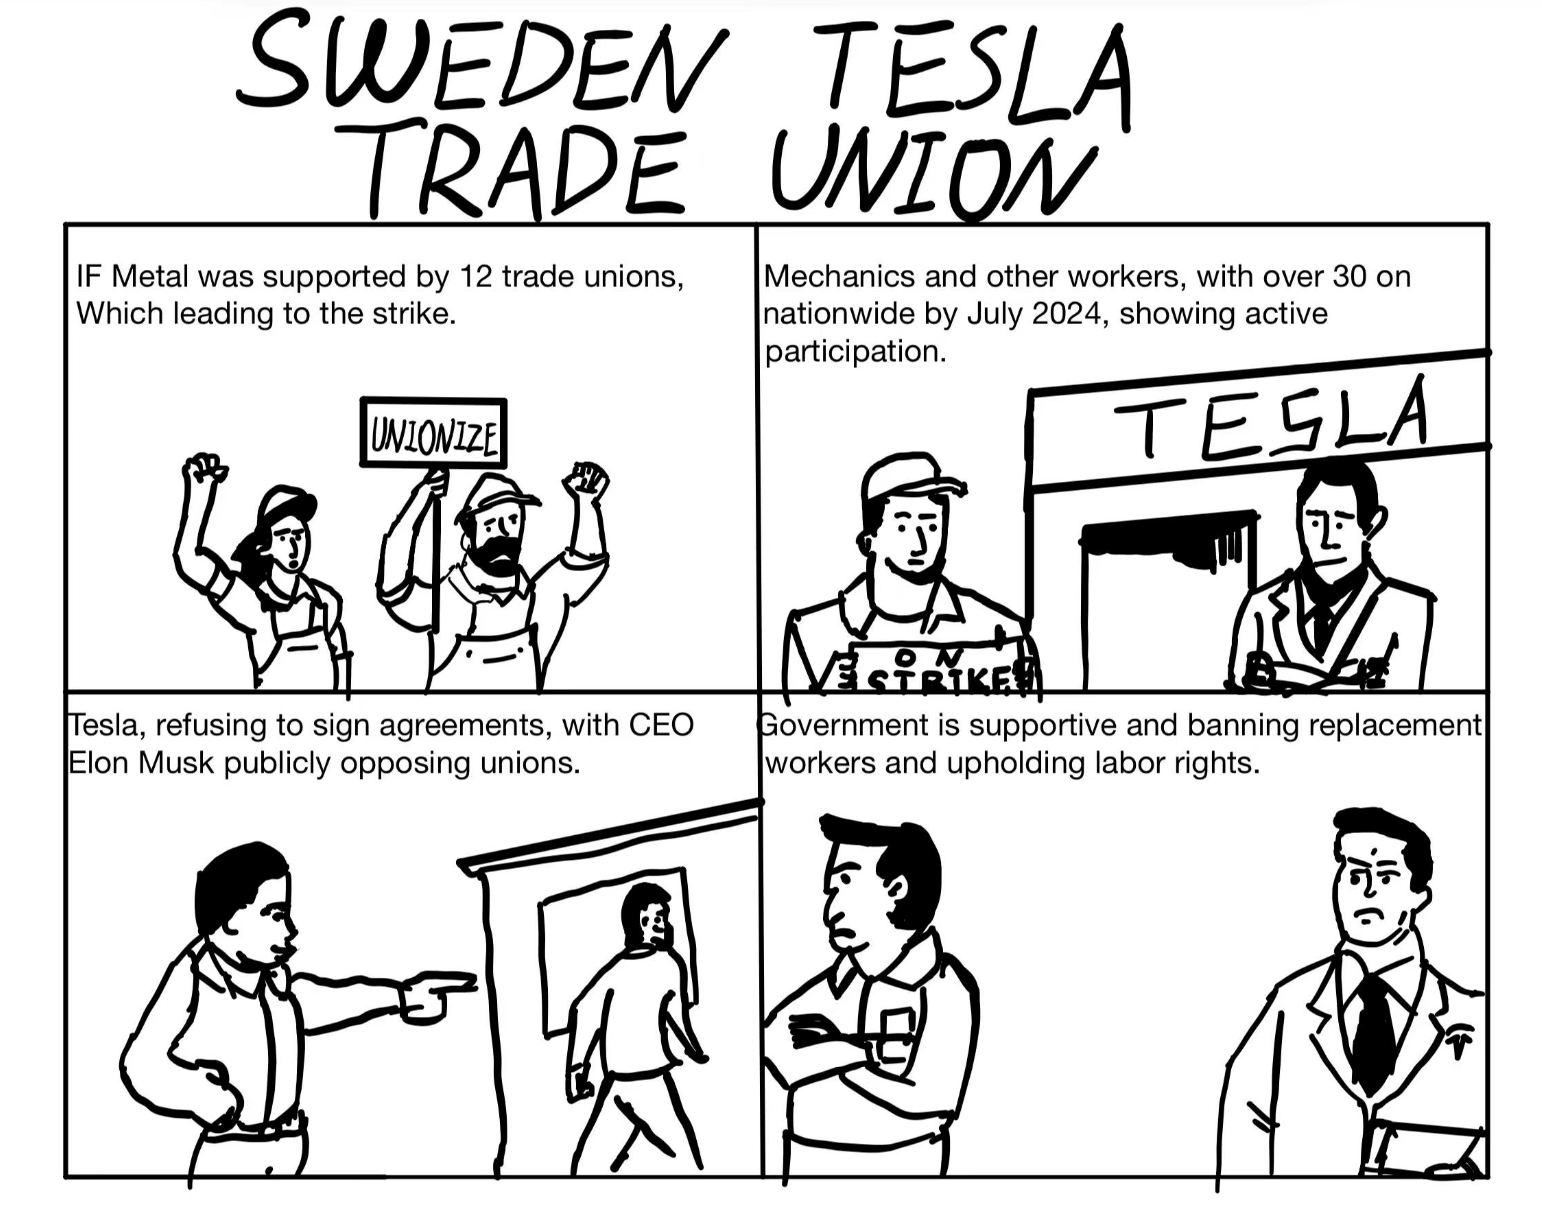 SWEDEN TESLA
TRADE UNION
IF Metal was supported by 12 trade unions,
Which leading to the strike.
UNIONIZE
Mechanics and other workers, with over 30 on
nationwide by July 2024, showing active
participation.
TESLA
ON
STRIKE
Tesla, refusing to sign agreements, with CEO
Elon Musk publicly opposing unions.
Government is supportive and banning replacement
workers and upholding labor rights.